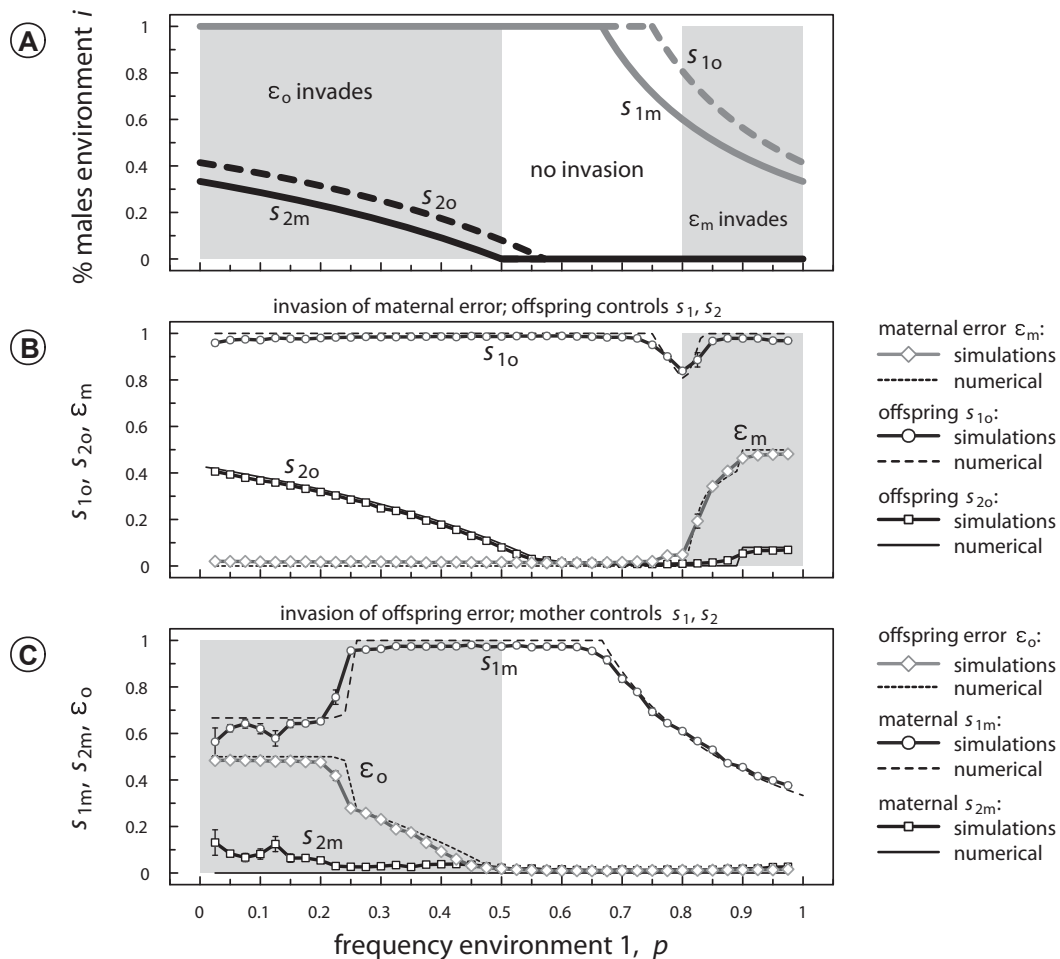 A
% males environment i
1
0.8
0.6
0.4
0.2
0
εo invades
no invasion
εm invades
s1o
s1m
s2o
s2m
invasion of maternal error; offspring controls s1, s2
B
s1o, s2o, εm
1
0.8
0.6
0.4
0.2
0
s1o
s2o
εm
maternal error εm:
simulations
numerical
offspring s1o:
simulations
numerical
offspring s2o:
simulations
numerical
invasion of offspring error; mother controls s1, s2
C
s1m, s2m, εo
1
0.8
0.6
0.4
0.2
0
s1m
εo
s2m
offspring error εo:
simulations
numerical
maternal s1m:
simulations
numerical
maternal s2m:
simulations
numerical
0 0.1 0.2 0.3 0.4 0.5 0.6 0.7 0.8 0.9 1
frequency environment 1, p